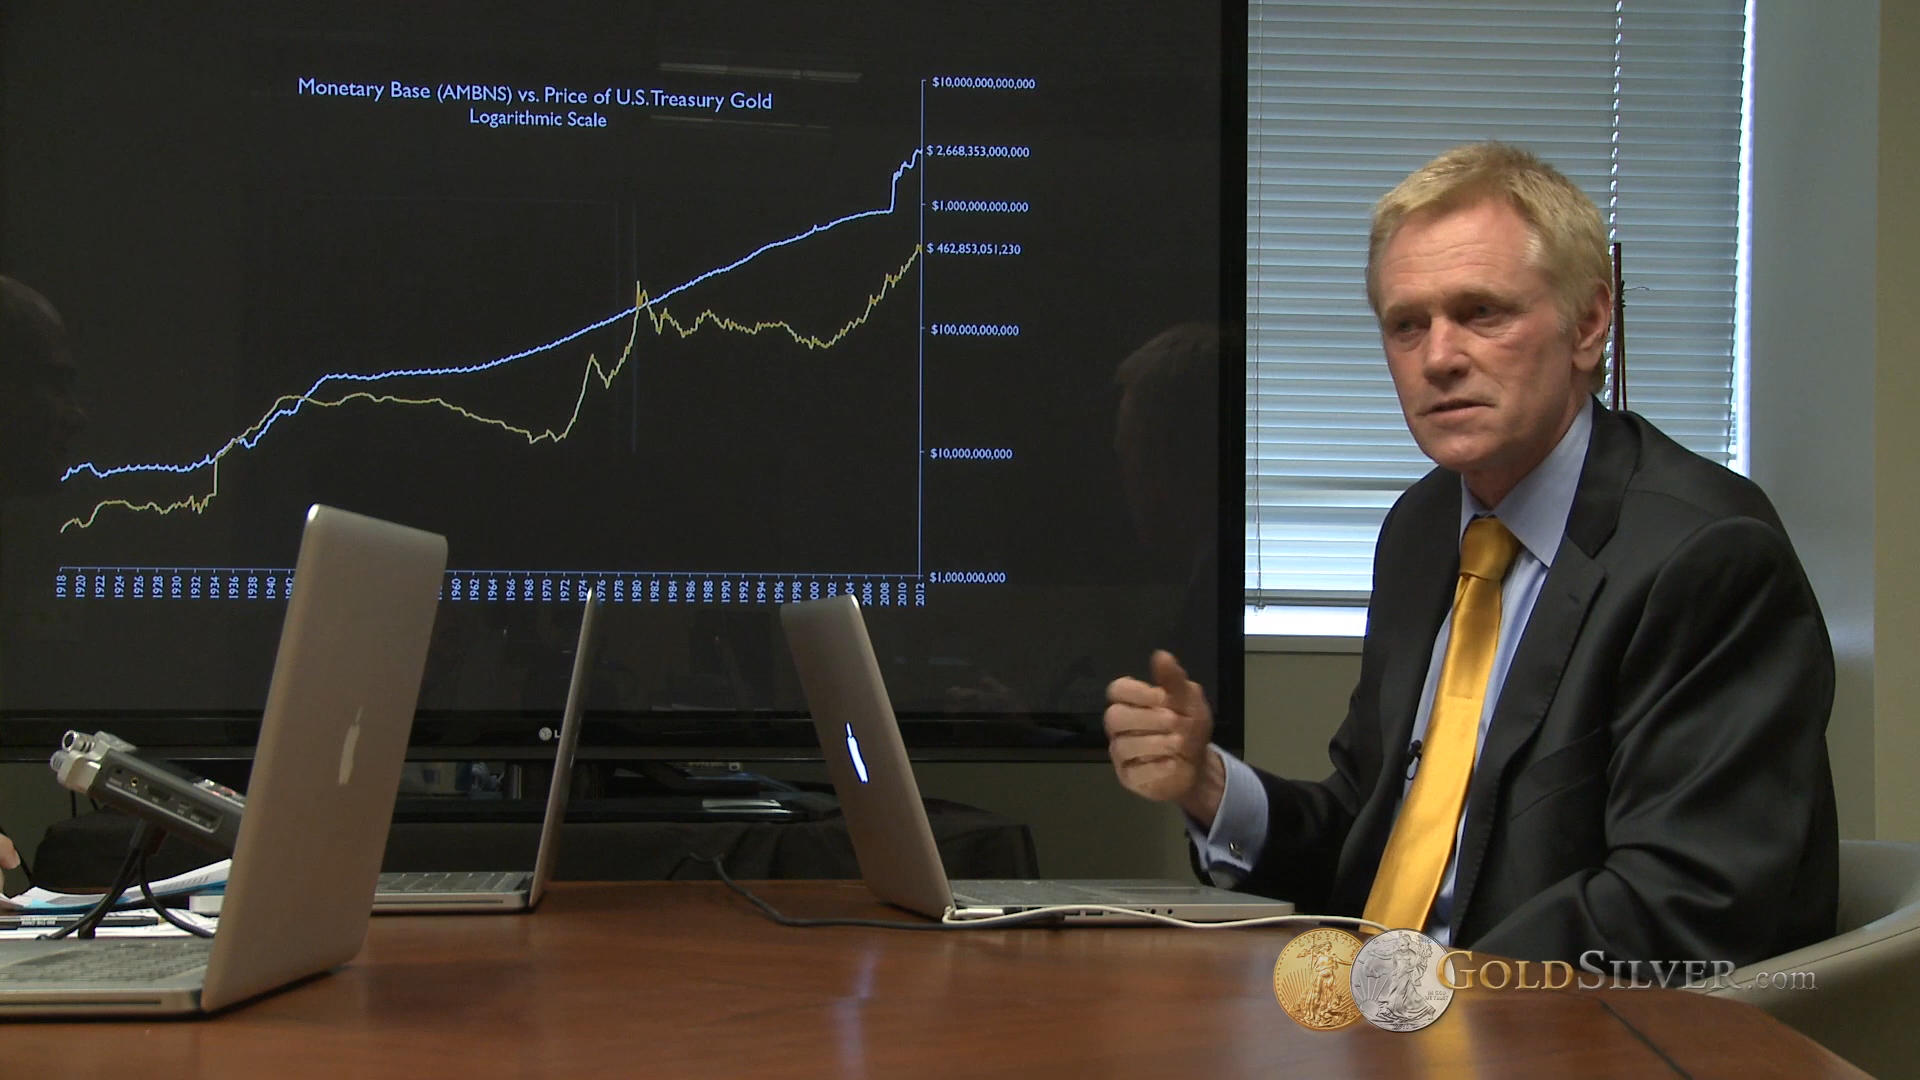 Monetary Base (AMBNS) vs. Price of U.S. Treasury Gold
Logarithmic Scale
$10,000,000,000,000
$ 2,668,353,000,000
$1,000,000,000,000
$ 462,853,051,230
$100,000,000,000
$10,000,000,000
$1,000,000,000
1918 1920 1922 1924 1926 1928 1930 1932 1934 1936 1938 1940 1960 1962 1964 1966 1968 1970 1972 1974 1978 1980 1982 1984 1986 1988 1990 1992 1994 1996 1998 2006 2008 2010 2012
GOLDSILVER.com